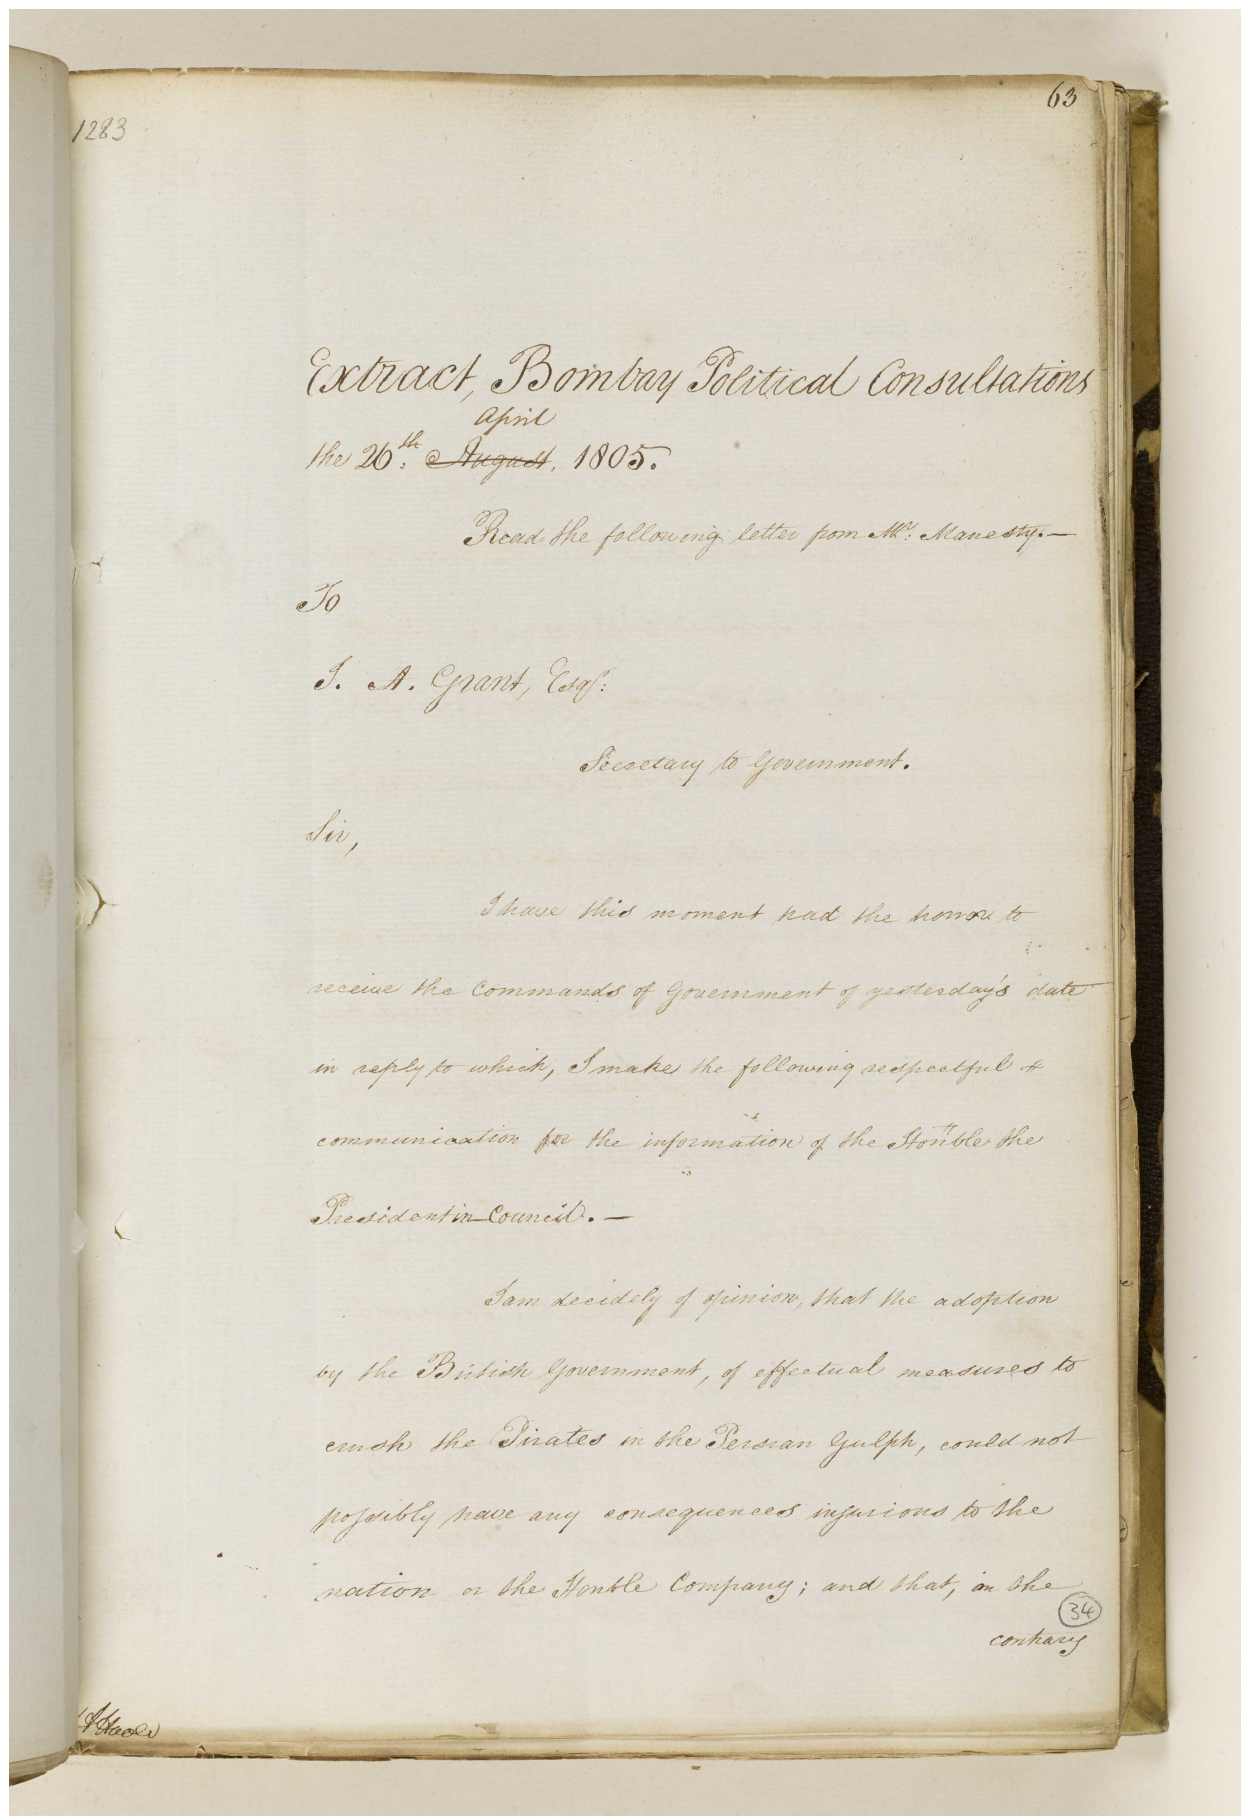 63
1283
Extract, Bombay Political Consultations
April
the 26th: August, 1805.
Read the following letter from Mr: Manesty.—
To
J. A. Grant, Esqr:
Secretary to Government.
Sir,
I have this moment had the honor to
receive the Commands of Government of yesterday's date
in reply to which, I make the following respectful
communication for the information of the Honble the
President in Council. —
I am decidely of opinion, that the adoption
by the British Government, of effectual measures to
crush the Pirates in the Persian Gulph, could not
possibly have any consequences injurious to the
nation or the Honble Company; and that, on the
34
contrary